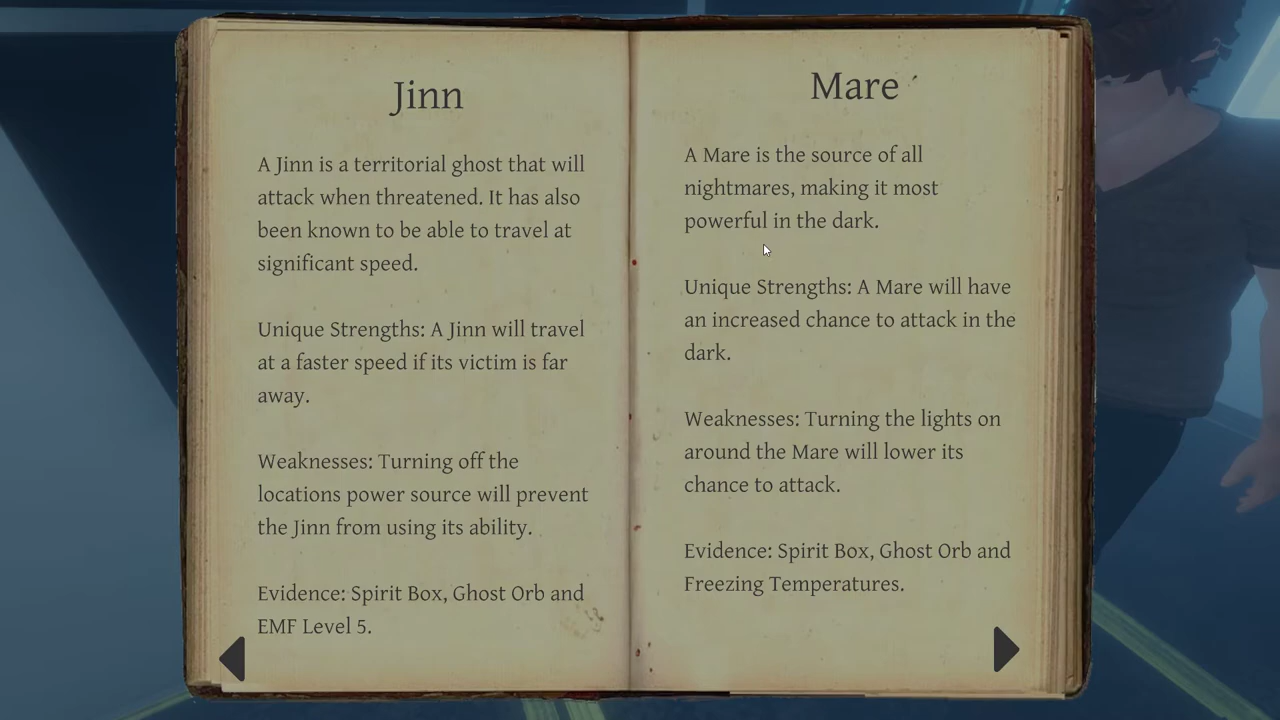 Jinn
A Jinn is a territorial ghost that will
attack when threatened. It has also
been known to be able to travel at
significant speed.
Unique Strengths: A Jinn will travel
at a faster speed if its victim is far
away.
Weaknesses: Turning off the
locations power source will prevent
the Jinn from using its ability.
Evidence: Spirit Box, Ghost Orb and
EMF Level 5.
Mare
A Mare is the source of all
nightmares, making it most
powerful in the dark.
Unique Strengths: A Mare will have
an increased chance to attack in the
dark.
Weaknesses: Turning the lights on
around the Mare will lower its
chance to attack.
Evidence: Spirit Box, Ghost Orb and
Freezing Temperatures.